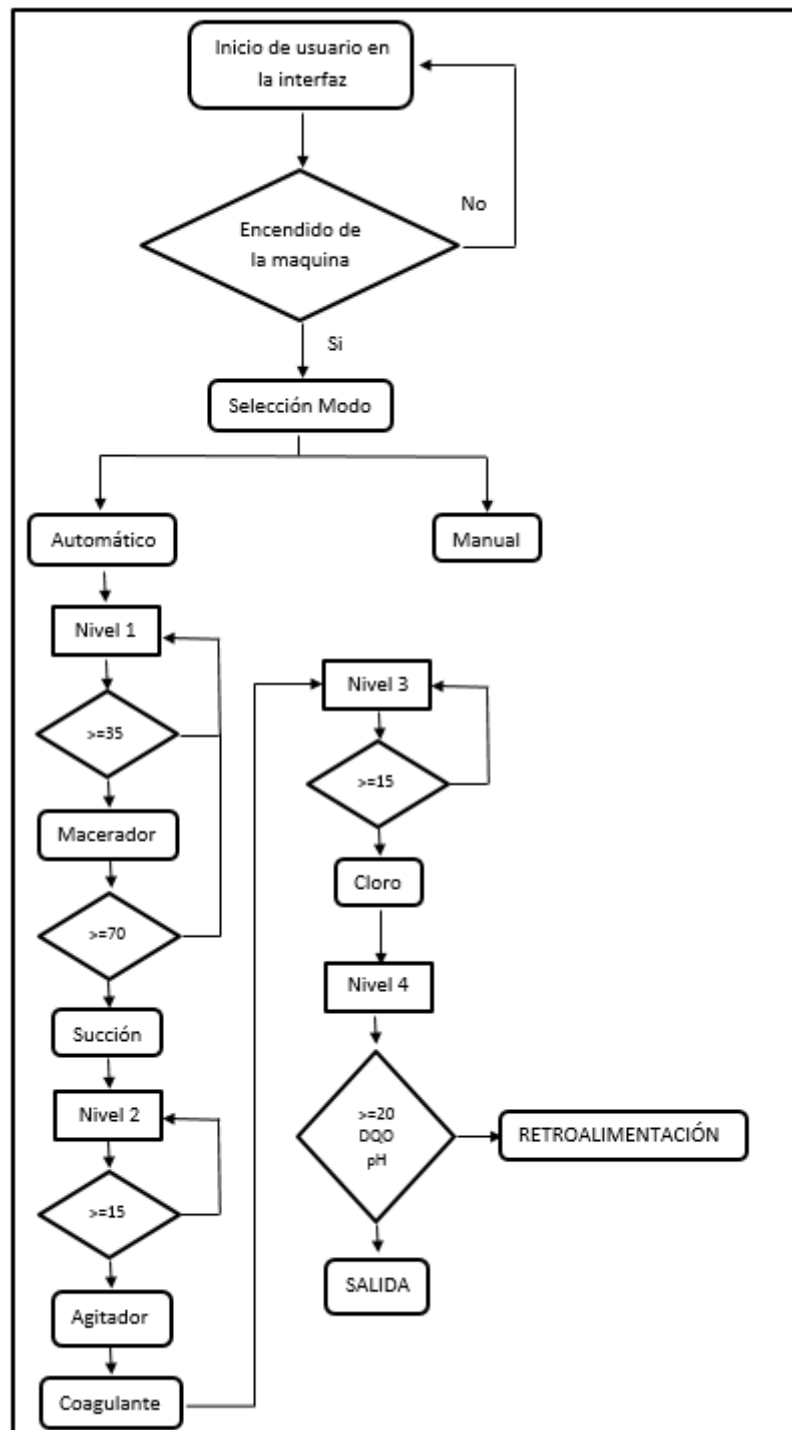 Inicio de usuario en
la interfaz
No
Encendido de
la maquina
Si
Selección Modo
Automático
Manual
Nivel 1
>=35
Macerador
>=70
Succión
Nivel 2
>=15
Agitador
Coagulante
Nivel 3
>=15
Cloro
Nivel 4
>=20
DQO
pH
RETROALIMENTACIÓN
SALIDA